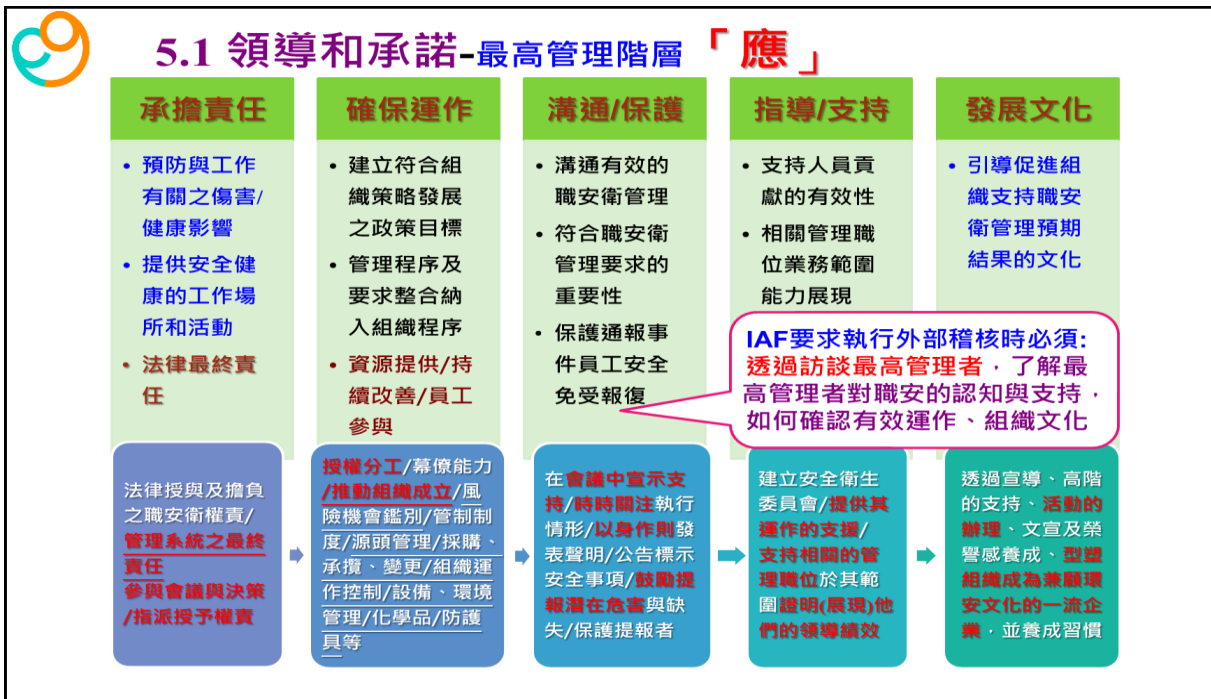 5.1 領導和承諾-最高管理階層「應」
承擔責任
• 預防與工作
有關之傷害/
健康影響
• 提供安全健
康的工作場
所和活動
• 法律最終責
任
法律授與及擔負
之職安衛權責/
管理系統之最終
責任
參與會議與決策
/指派授予權責
確保運作
• 建立符合組
織策略發展
之政策目標
• 管理程序及
要求整合納
入組織程序
• 資源提供/持
續改善/員工
參與
授權分工/幕僚能力
/推動組織成立/風
險機會鑑別/管制制
度/源頭管理/採購、
承攬、變更/組織運
作控制/設備、環境
管理/化學品/防護
具等
溝通/保護
• 溝通有效的
職安衛管理
• 符合職安衛
管理要求的
重要性
• 保護通報事
件員工安全
免受報復
在會議中宣示支
持/時時關注執行
情形/以身作則發
表聲明/公告標示
安全事項/鼓勵提
報潛在危害與缺
失/保護提報者
指導/支持
• 支持人員貢
獻的有效性
• 相關管理職
位業務範圍
能力展現
建立安全衛生
委員會/提供其
運作的支援/
支持相關的管
理職位於其範
圍證明(展現)他
們的領導績效
發展文化
• 引導促進組
織支持職安
衛管理預期
結果的文化
透過宣導、高階
的支持、活動的
辦理、文宣及榮
譽感養成、型塑
組織成為兼顧環
安文化的一流企
業，並養成習慣
IAF要求執行外部稽核時必須:
透過訪談最高管理者，了解最
高管理者對職安的認知與支持，
如何確認有效運作、組織文化